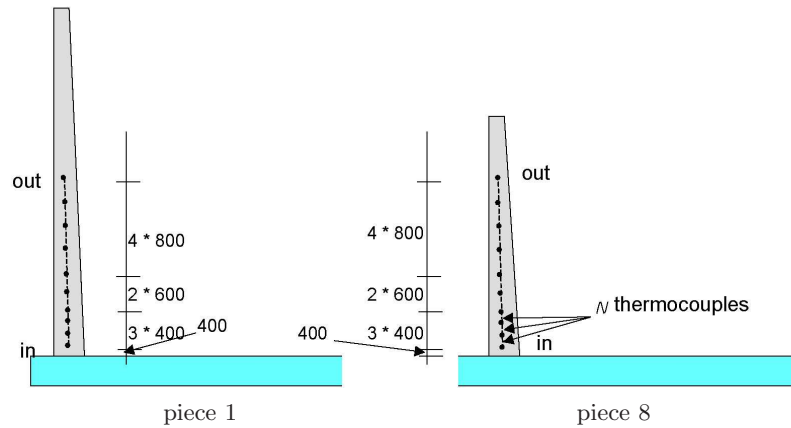 out
4 * 800
2 * 600
3 * 400
400
in
piece 1
out
4 * 800
2 * 600
N thermocouples
400
3 * 400
in
piece 8